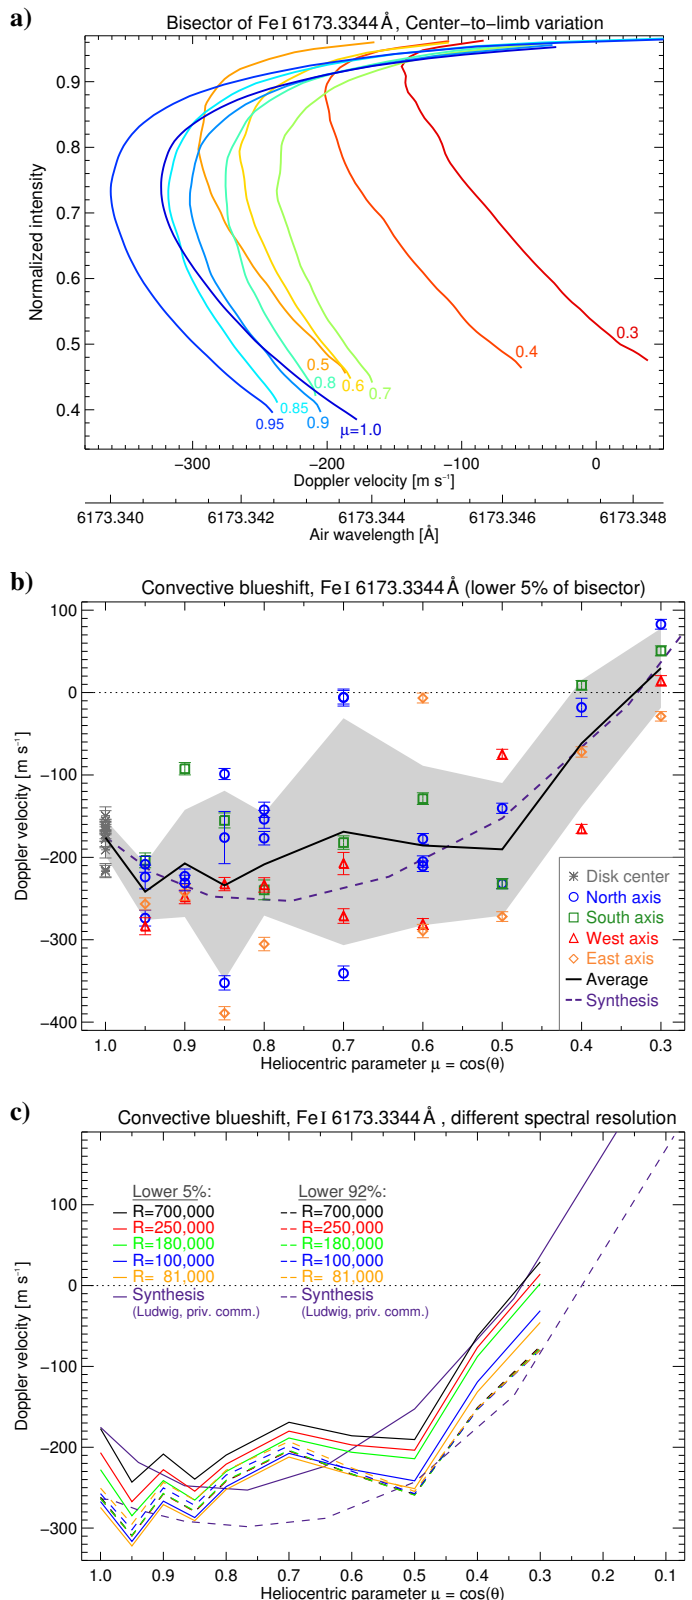 a)
Bisector of Fe I 6173.3344 Å, Center-to-limb variation
Normalized intensity
0.9
0.8
0.7
0.6
0.5
0.4
0.3
0.4
0.5
0.6
0.7
0.8
0.85
0.9
0.95
μ=1.0
−300 −200 −100 0
Doppler velocity [m s⁻¹]
6173.340 6173.342 6173.344 6173.346 6173.348
Air wavelength [Å]
b)
Convective blueshift, Fe I 6173.3344 Å (lower 5% of bisector)
Doppler velocity [m s⁻¹]
100
0
−100
−200
−300
−400
Disk center
North axis
South axis
West axis
East axis
Average
Synthesis
1.0 0.9 0.8 0.7 0.6 0.5 0.4 0.3
Heliocentric parameter μ = cos(θ)
c)
Convective blueshift, Fe I 6173.3344 Å , different spectral resolution
Doppler velocity [m s⁻¹]
100
0
−100
−200
−300
Lower 5%:
R=700,000
R=250,000
R=180,000
R=100,000
R= 81,000
Synthesis
(Ludwig, priv. comm.)
Lower 92%:
R=700,000
R=250,000
R=180,000
R=100,000
R= 81,000
Synthesis
(Ludwig, priv. comm.)
1.0 0.9 0.8 0.7 0.6 0.5 0.4 0.3 0.2 0.1
Heliocentric parameter μ = cos(θ)